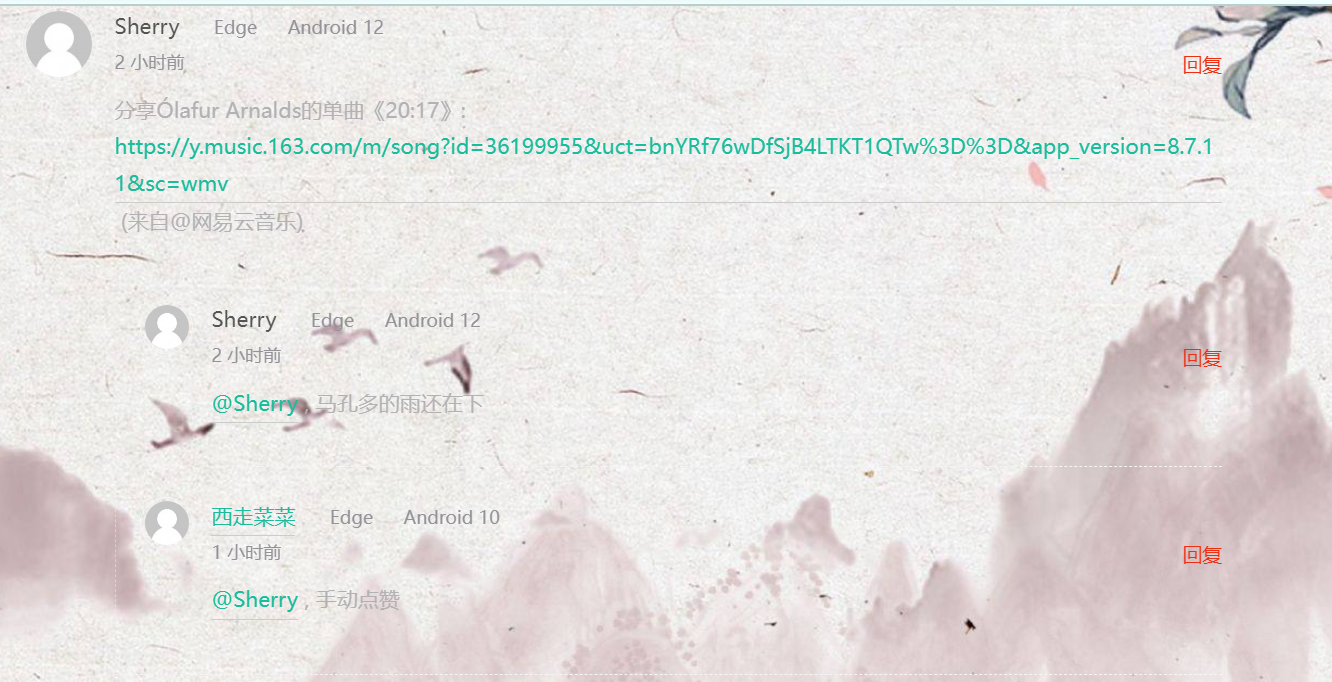 Sherry Edge Android 12
2 小时前
回复
分享Ólafur Arnalds的单曲《20:17》:
https://y.music.163.com/m/song?id=36199955&uct=bnYRf76wDfSjB4LTKT1QTw%3D%3D&app_version=8.7.1
1&sc=wmv
(来自@网易云音乐)
Sherry Edge Android 12
2 小时前
回复
@Sherry , 马孔多的雨还在下
西走菜菜 Edge Android 10
1 小时前
回复
@Sherry , 手动点赞